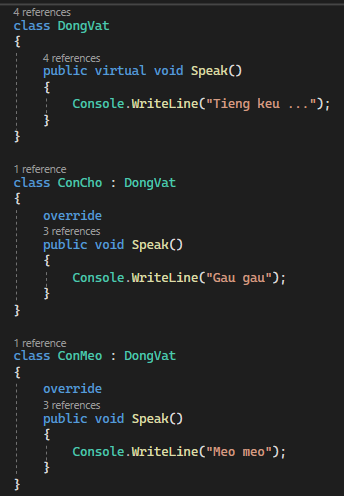 4 references
class DongVat
{
4 references
public virtual void Speak()
{
Console.WriteLine("Tieng keu ...");
}
}
1 reference
class ConCho : DongVat
{
override
3 references
public void Speak()
{
Console.WriteLine("Gau gau");
}
}
1 reference
class ConMeo : DongVat
{
override
3 references
public void Speak()
{
Console.WriteLine("Meo meo");
}
}